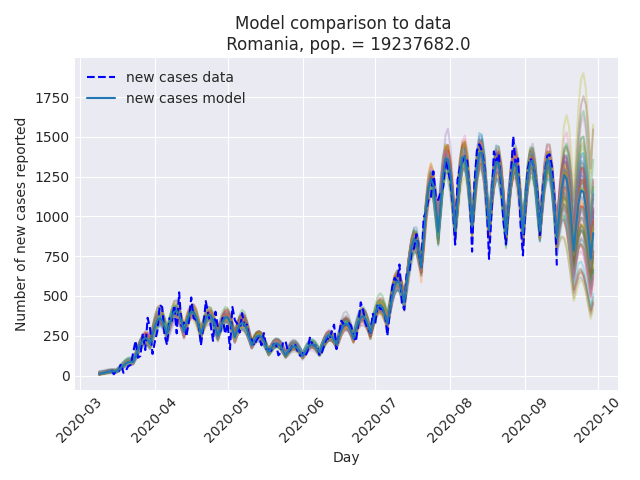 Model comparison to data
Romania, pop. = 19237682.0
new cases data
new cases model
Number of new cases reported
1750
1500
1250
1000
750
500
250
0
2020-03
2020-04
2020-05
2020-06
2020-07
2020-08
2020-09
2020-10
Day